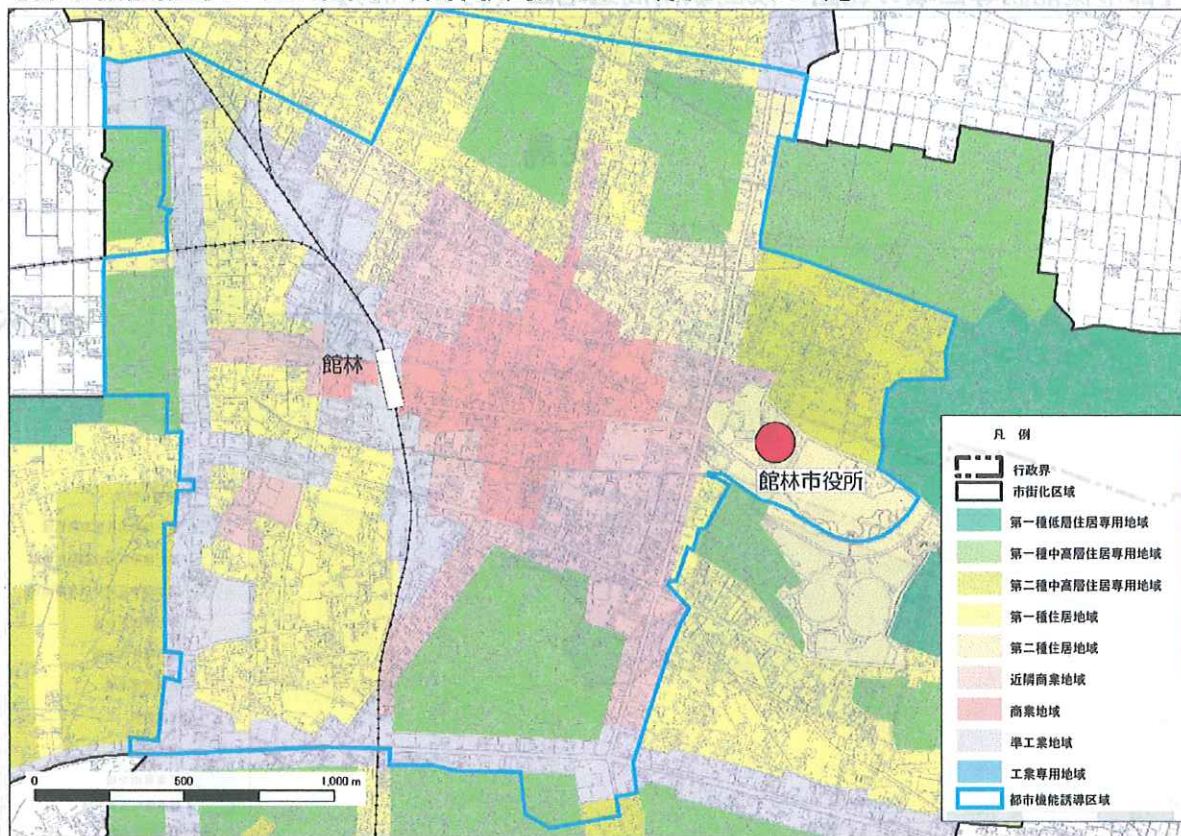 館林
館林市役所
凡 例
行政界
市街化区域
第一種低層住居専用地域
第一種中高層住居専用地域
第二種中高層住居専用地域
第一種住居地域
第二種住居地域
近隣商業地域
商業地域
準工業地域
工業専用地域
都市機能誘導区域
0 500 1,000 m